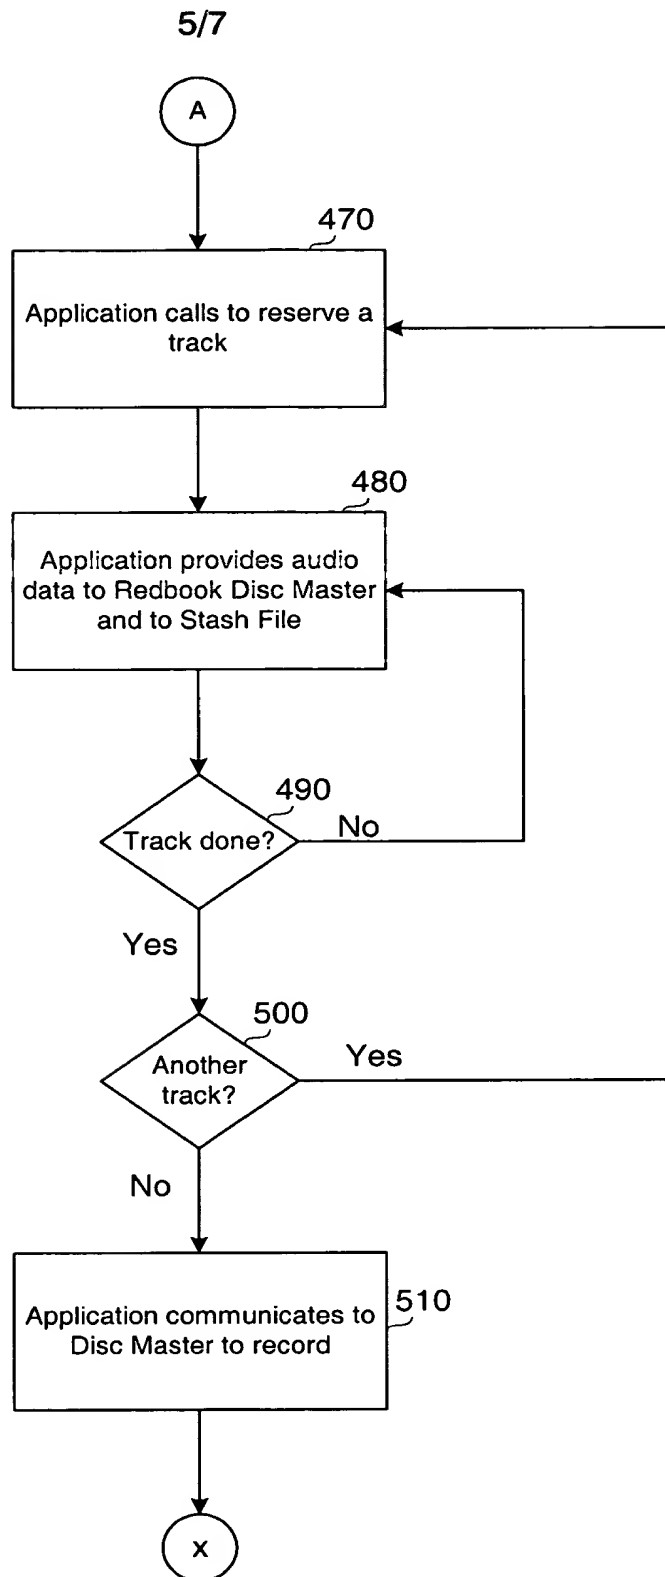 5/7
A
470
Application calls to reserve a
track
480
Application provides audio
data to Redbook Disc Master
and to Stash File
490
Track done?
No
Yes
500
Another
track?
Yes
No
510
Application communicates to
Disc Master to record
x